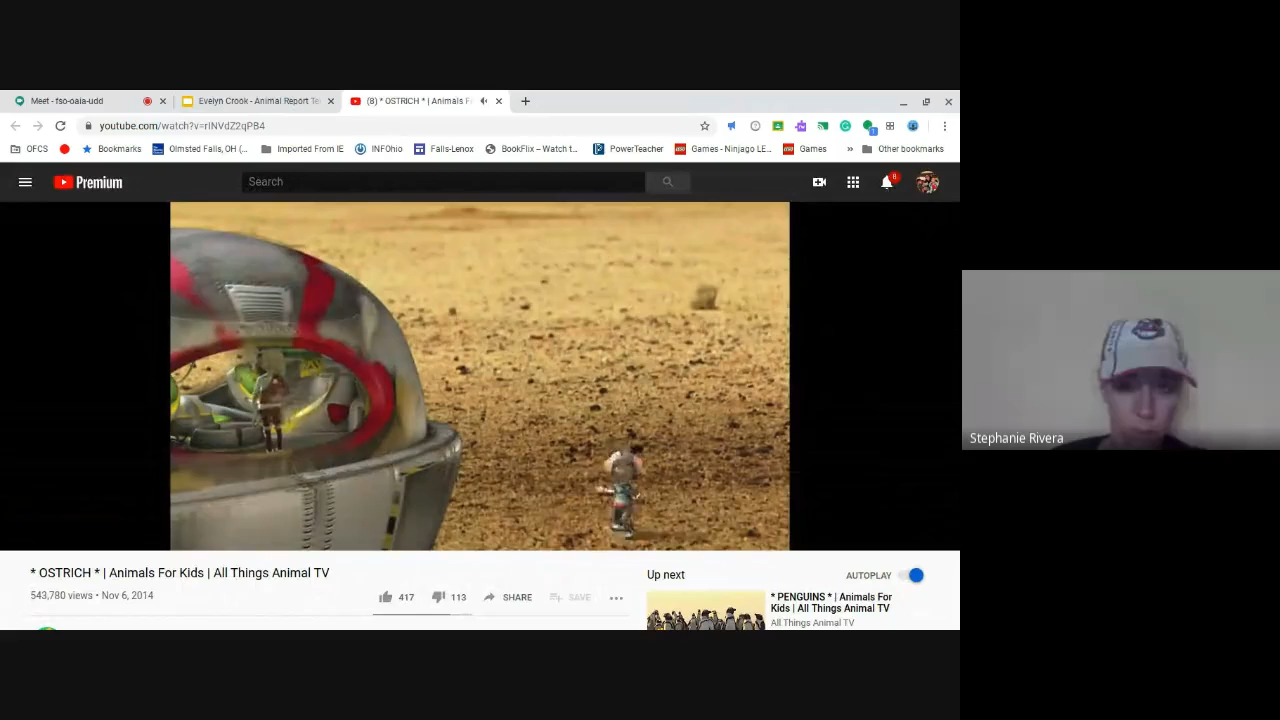 Meet - fso-oaia-udd
Evelyn Crook - Animal Report Te
(8) * OSTRICH * | Animals F
youtube.com/watch?v=rINVdZ2qPB4
OFCS
Bookmarks
Olmsted Falls, OH (...
Imported From IE
INFOhio
Falls-Lenox
BookFlix – Watch t...
PowerTeacher
Games - Ninjago LE...
Games
Other bookmarks
Premium
Search
8
Stephanie Rivera
* OSTRICH * | Animals For Kids | All Things Animal TV
543,780 views • Nov 6, 2014
417
113
SHARE
SAVE
Up next
AUTOPLAY
* PENGUINS * | Animals For
Kids | All Things Animal TV
All Things Animal TV